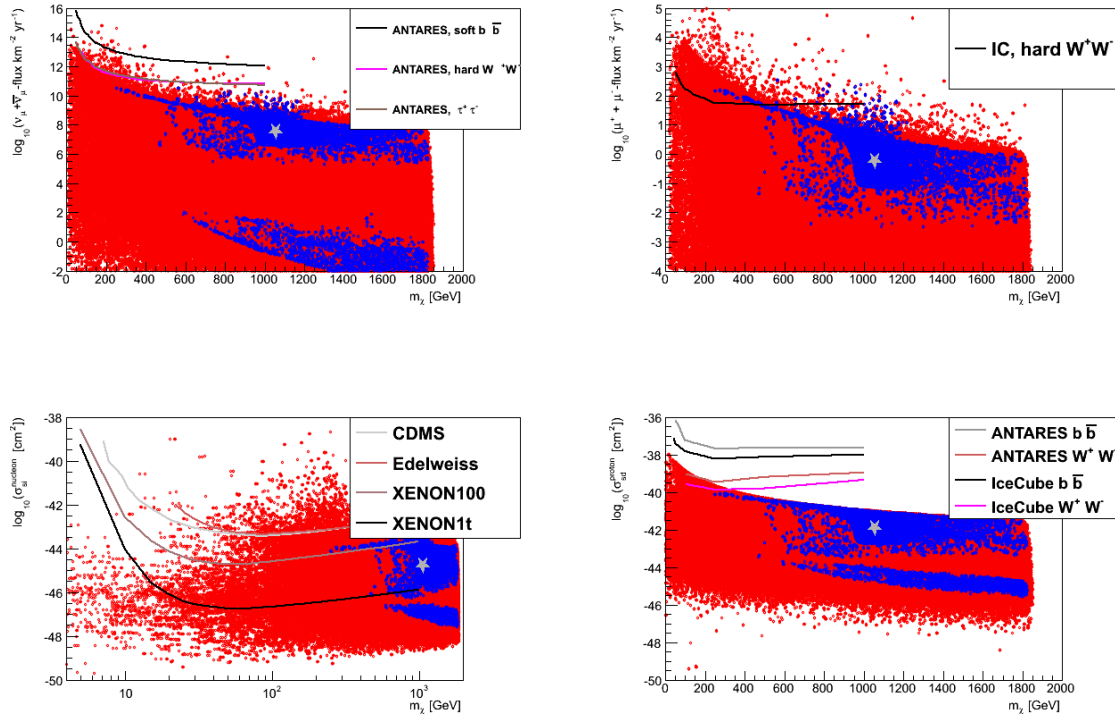 log₁₀ (ν_μ+ν̅_μ-flux km⁻² yr⁻¹)
16
14
12
10
8
6
4
2
0
-2
0 200 400 600 800 1000 1200 1400 1600 1800 2000
m_χ [GeV]
ANTARES, soft b b̅
ANTARES, hard W ⁺W⁻
ANTARES, τ⁺ τ⁻
log₁₀ (μ⁺ + μ⁻-flux km⁻² yr⁻¹)
5
4
3
2
1
0
-1
-2
-3
-4
0 200 400 600 800 1000 1200 1400 1600 1800 2000
m_χ [GeV]
IC, hard W⁺W⁻
log₁₀ (σ_si^nucleon) [cm²]
-38
-40
-42
-44
-46
-48
-50
10 10² 10³
m_χ [GeV]
CDMS
Edelweiss
XENON100
XENON1t
log₁₀ (σ_sd^proton) [cm²]
-36
-38
-40
-42
-44
-46
-48
-50
0 200 400 600 800 1000 1200 1400 1600 1800 2000
m_χ [GeV]
ANTARES b b̅
ANTARES W⁺ W⁻
IceCube b b̅
IceCube W⁺ W⁻